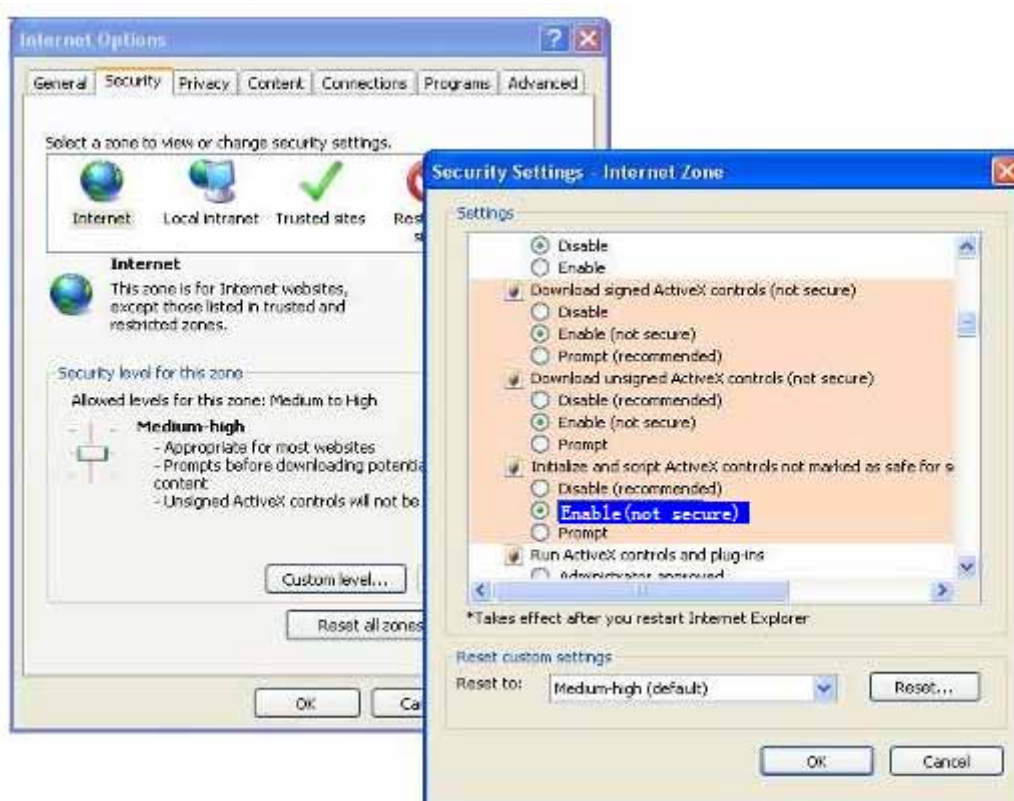 Internet Options
General Security Privacy Content Connections Programs Advanced
Select a zone to view or change security settings.
Internet Local intranet Trusted sites
Internet
This zone is for Internet websites,
except those listed in trusted and
restricted zones.
Security level for this zone
Allowed levels for this zone: Medium to High
Medium-high
- Appropriate for most websites
- Prompts before downloading
content
- Unsigned ActiveX controls will not be
Custom level...
Reset all zones
OK
Security Settings - Internet Zone
Settings
Disable
Enable
Download signed ActiveX controls (not secure)
Disable
Enable (not secure)
Prompt (recommended)
Download unsigned ActiveX controls (not secure)
Disable (recommended)
Enable (not secure)
Prompt
Initialize and script ActiveX controls not marked as safe for s
Disable (recommended)
Enable(not secure)
Prompt
Run ActiveX controls and plug-ins
Administrator approved
*Takes effect after you restart Internet Explorer
Reset custom settings
Reset to: Medium-high (default) Reset...
OK Cancel